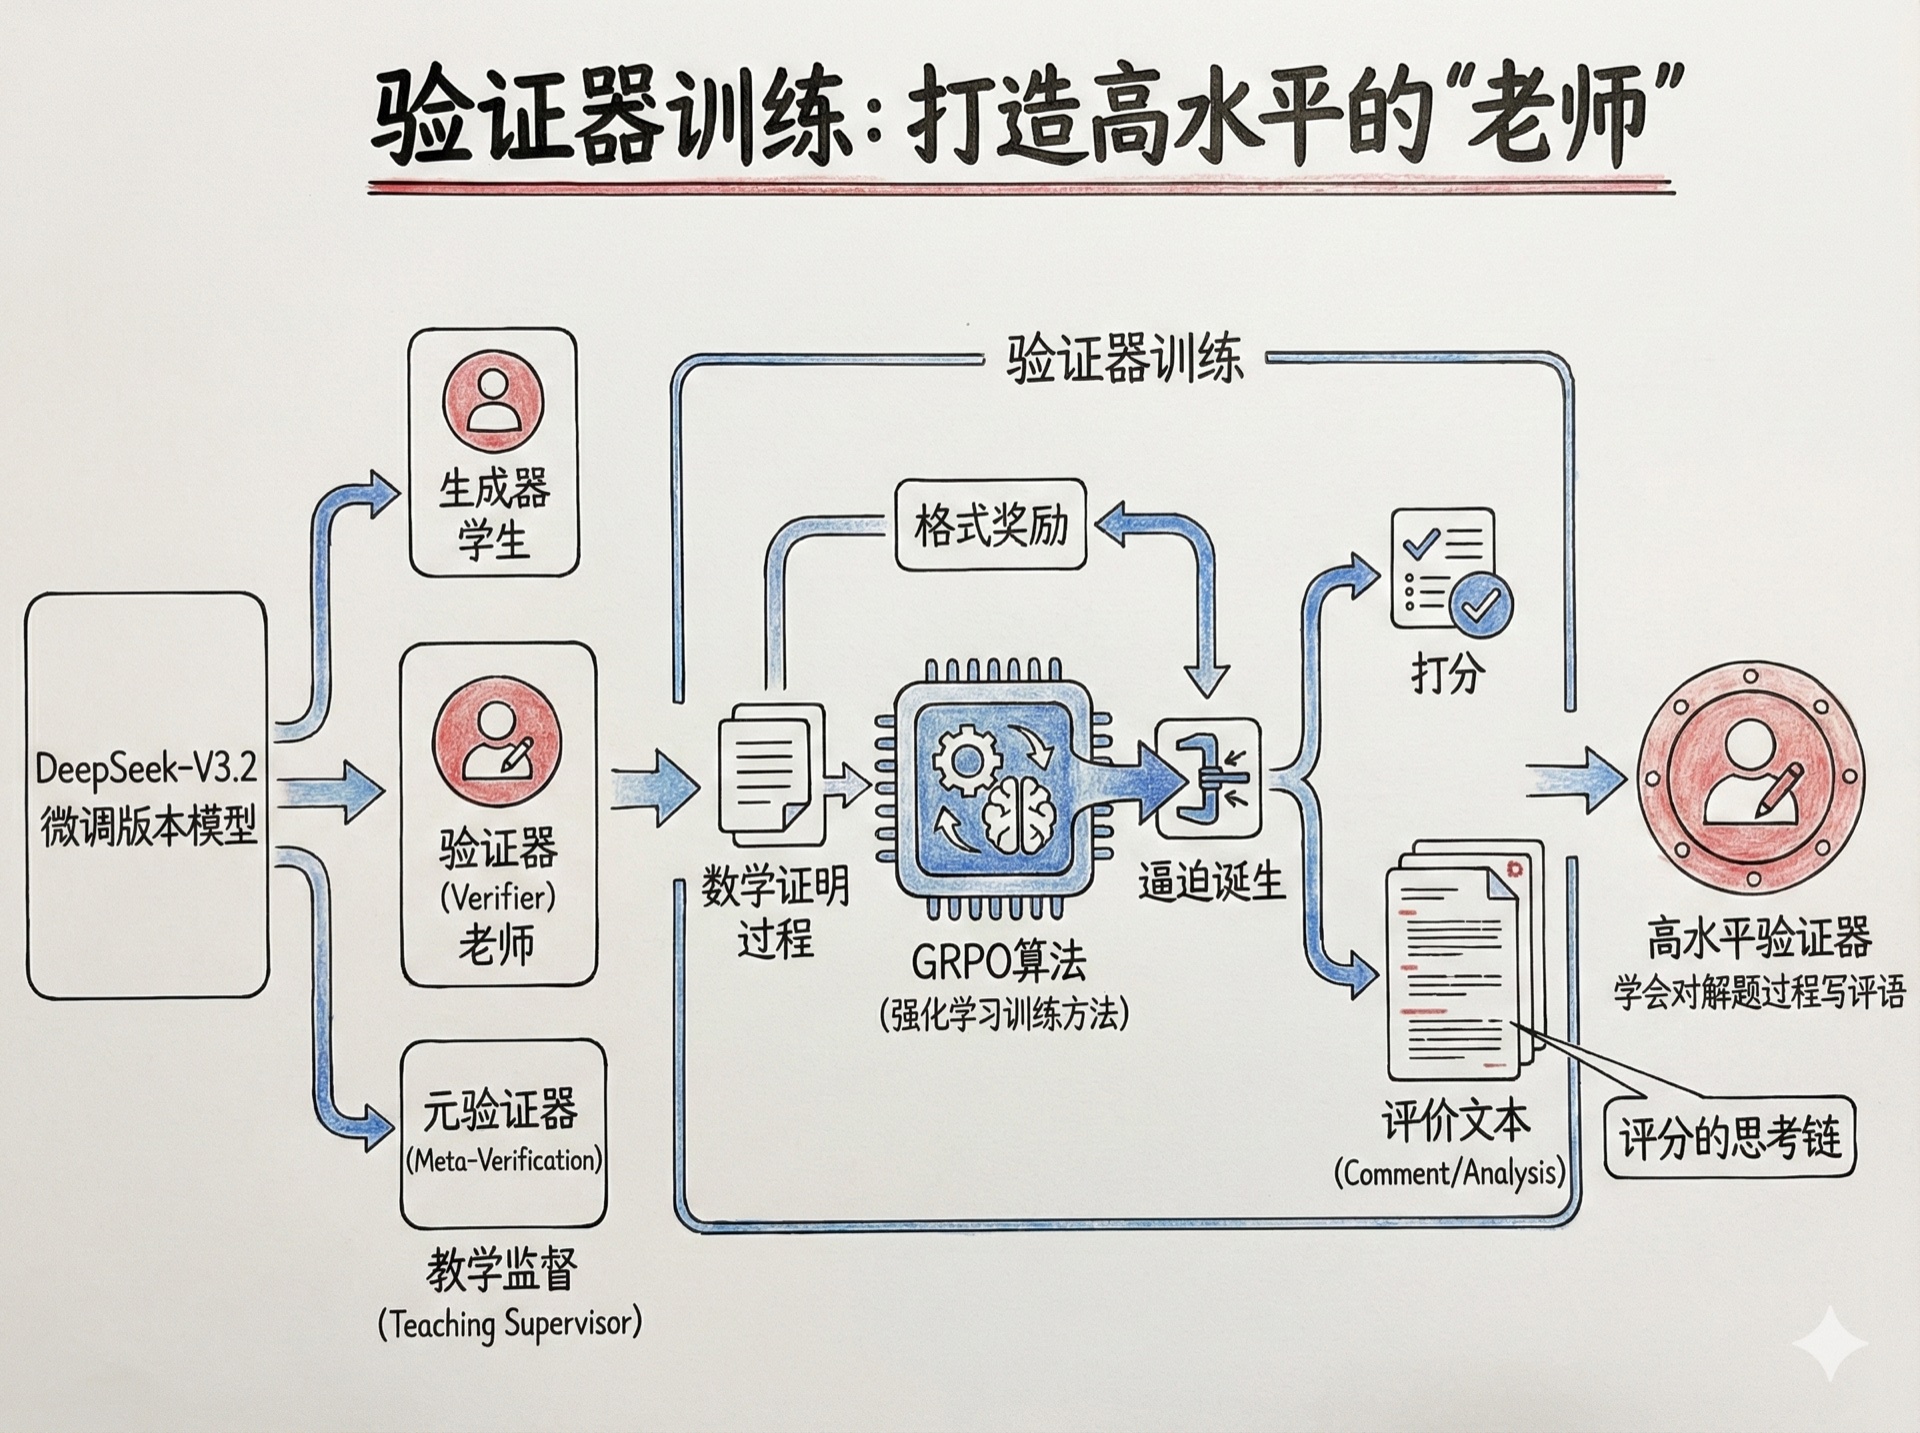 验证器训练：打造高水平的“老师”
生成器
学生
DeepSeek-V3.2
微调版本模型
验证器
(Verifier)
老师
元验证器
(Meta-Verification)
教学监督
(Teaching Supervisor)
验证器训练
格式奖励
数学证明
过程
GRPO算法
(强化学习训练方法)
逼迫诞生
打分
评价文本
(Comment/Analysis)
评分的思考链
高水平验证器
学会对解题过程写评语